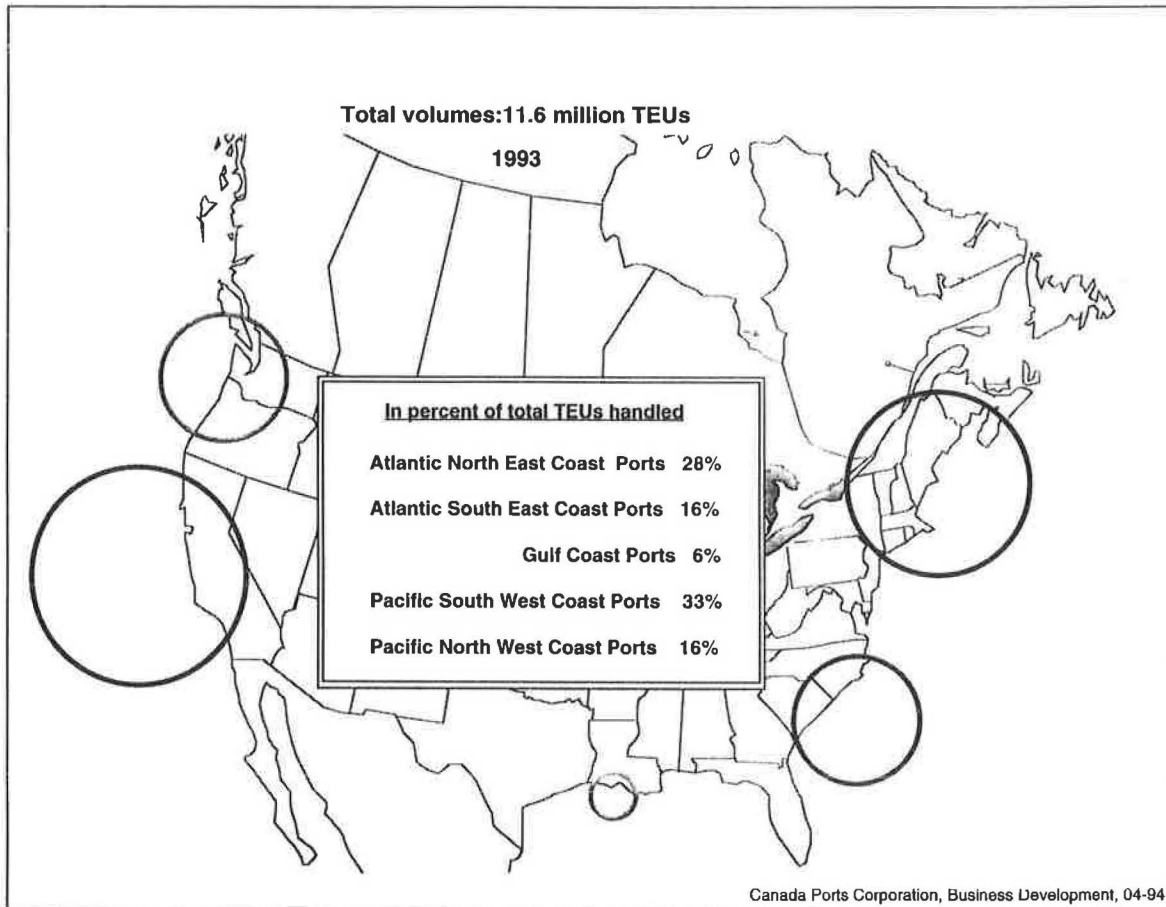 Total volumes:11.6 million TEUs
1993
In percent of total TEUs handled
Atlantic North East Coast Ports 28%
Atlantic South East Coast Ports 16%
Gulf Coast Ports 6%
Pacific South West Coast Ports 33%
Pacific North West Coast Ports 16%
Canada Ports Corporation, Business Development, 04-94